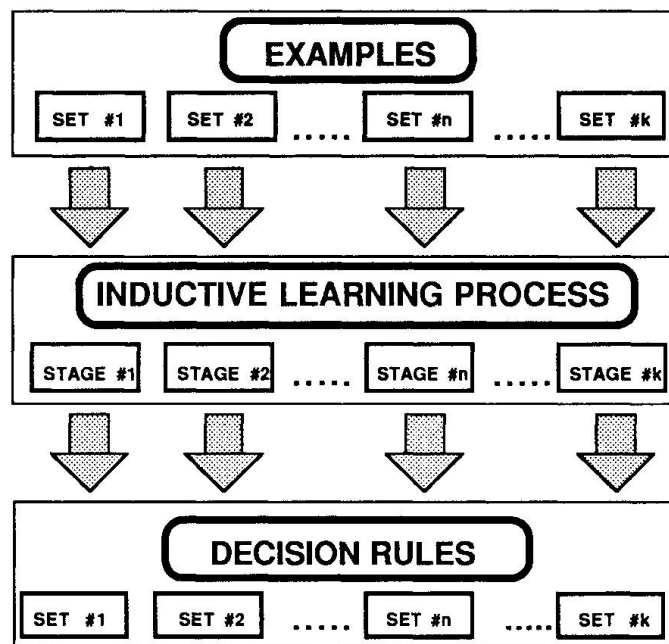 EXAMPLES
SET #1 SET #2 ..... SET #n ..... SET #k
INDUCTIVE LEARNING PROCESS
STAGE #1 STAGE #2 ..... STAGE #n ..... STAGE #k
DECISION RULES
SET #1 SET #2 ..... SET #n ..... SET #k